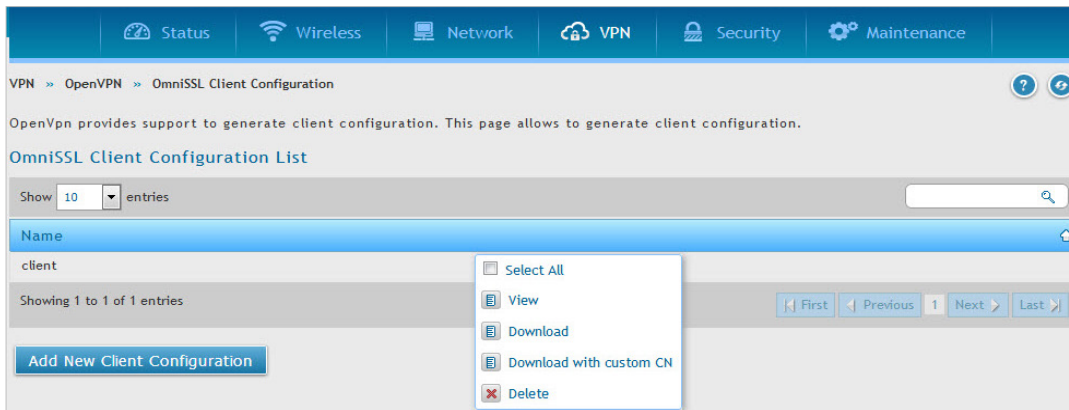 Status Wireless Network VPN Security Maintenance
VPN » OpenVPN » OmniSSL Client Configuration
?
OpenVpn provides support to generate client configuration. This page allows to generate client configuration.
OmniSSL Client Configuration List
Show 10 entries
Name
client
Select All
Showing 1 to 1 of 1 entries
View
First Previous 1 Next Last
Download
Add New Client Configuration
Download with custom CN
Delete